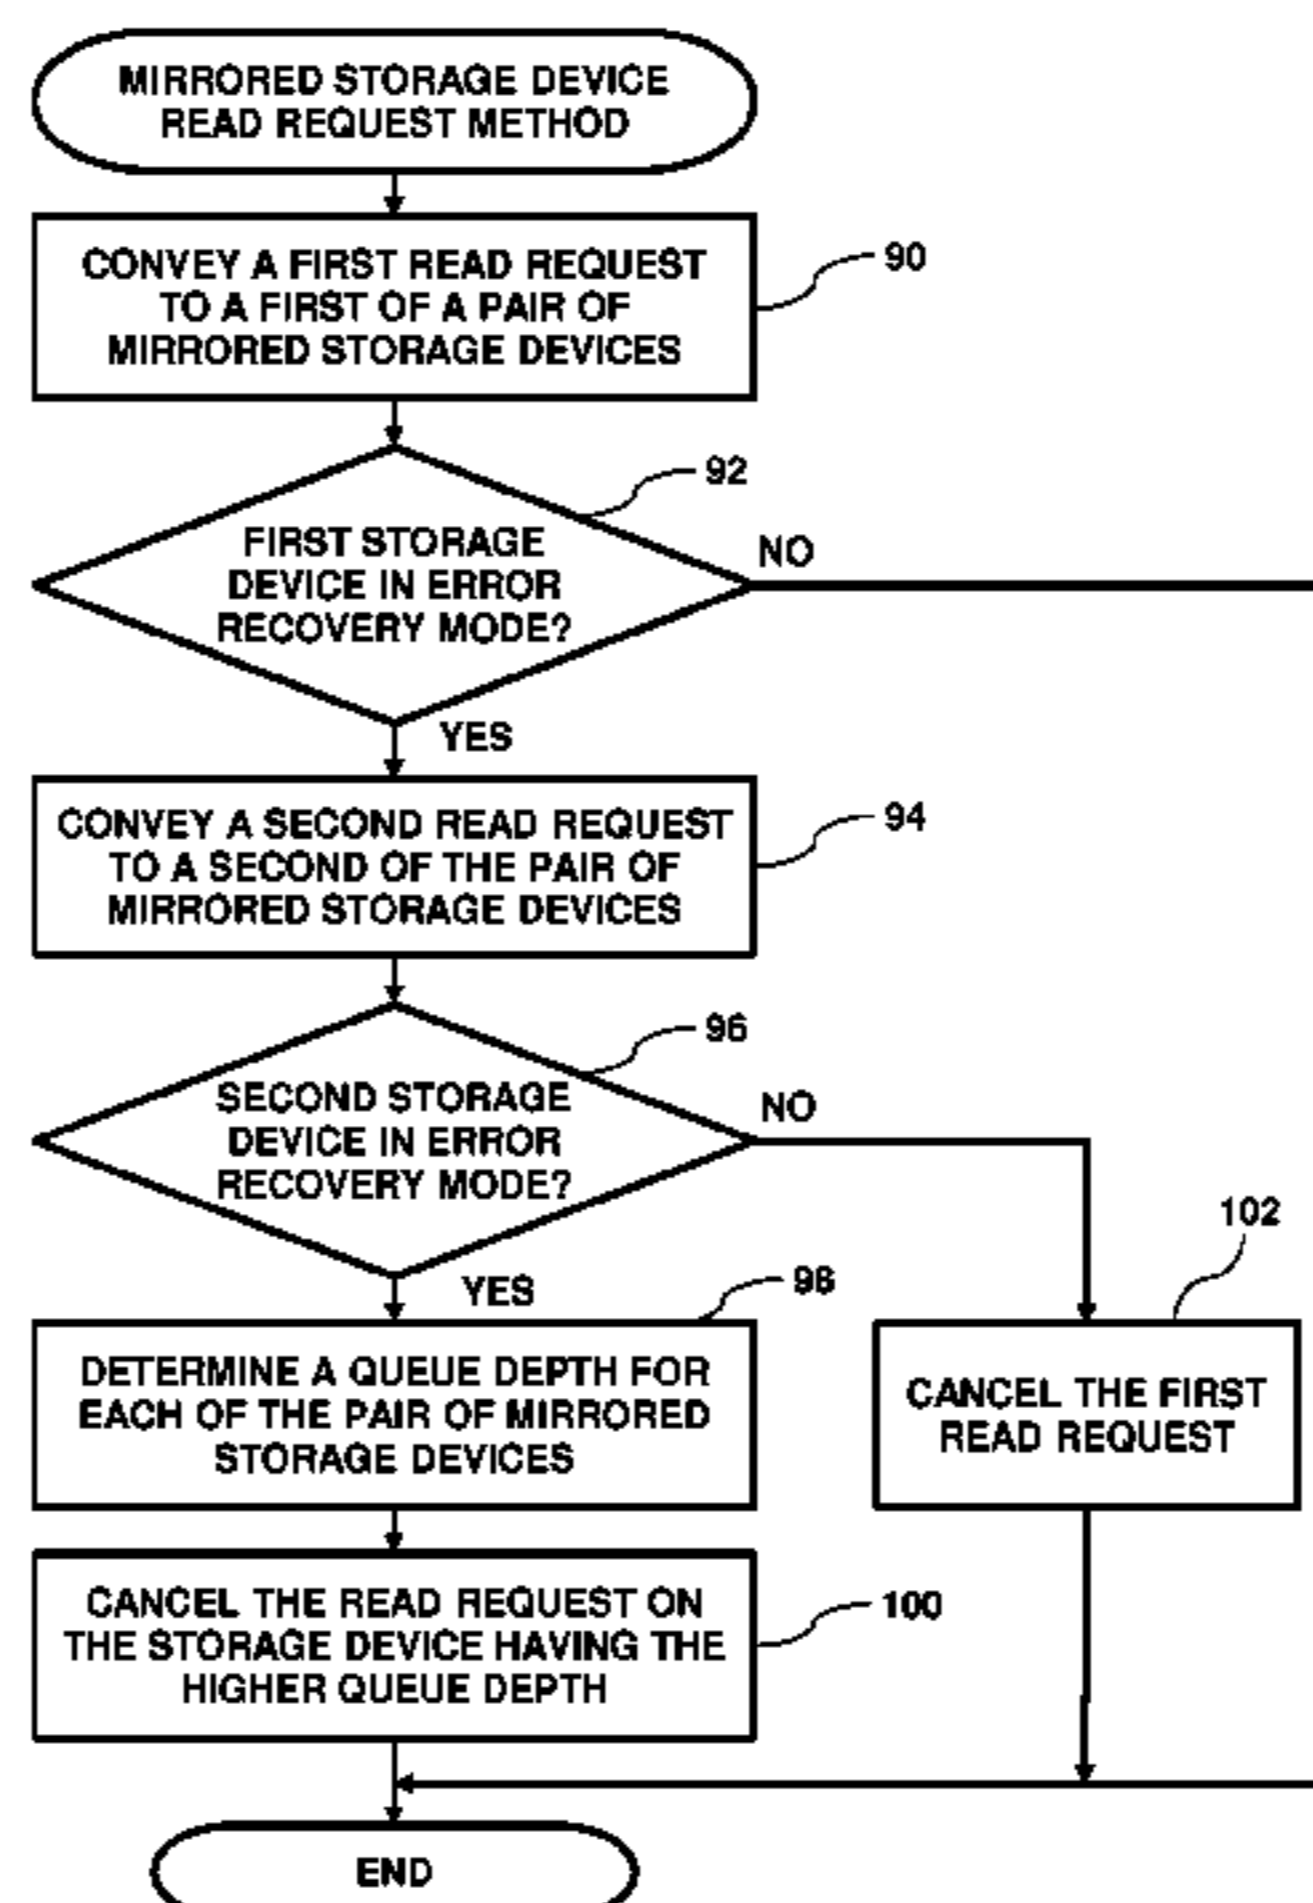 MIRRORED STORAGE DEVICE
READ REQUEST METHOD
CONVEY A FIRST READ REQUEST
TO A FIRST OF A PAIR OF
MIRRORED STORAGE DEVICES
90
92
FIRST STORAGE
DEVICE IN ERROR
RECOVERY MODE?
NO
YES
CONVEY A SECOND READ REQUEST
TO A SECOND OF THE PAIR OF
MIRRORED STORAGE DEVICES
94
96
SECOND STORAGE
DEVICE IN ERROR
RECOVERY MODE?
NO
YES
98
102
DETERMINE A QUEUE DEPTH FOR
EACH OF THE PAIR OF MIRRORED
STORAGE DEVICES
CANCEL THE FIRST
READ REQUEST
CANCEL THE READ REQUEST ON
THE STORAGE DEVICE HAVING THE
HIGHER QUEUE DEPTH
100
END